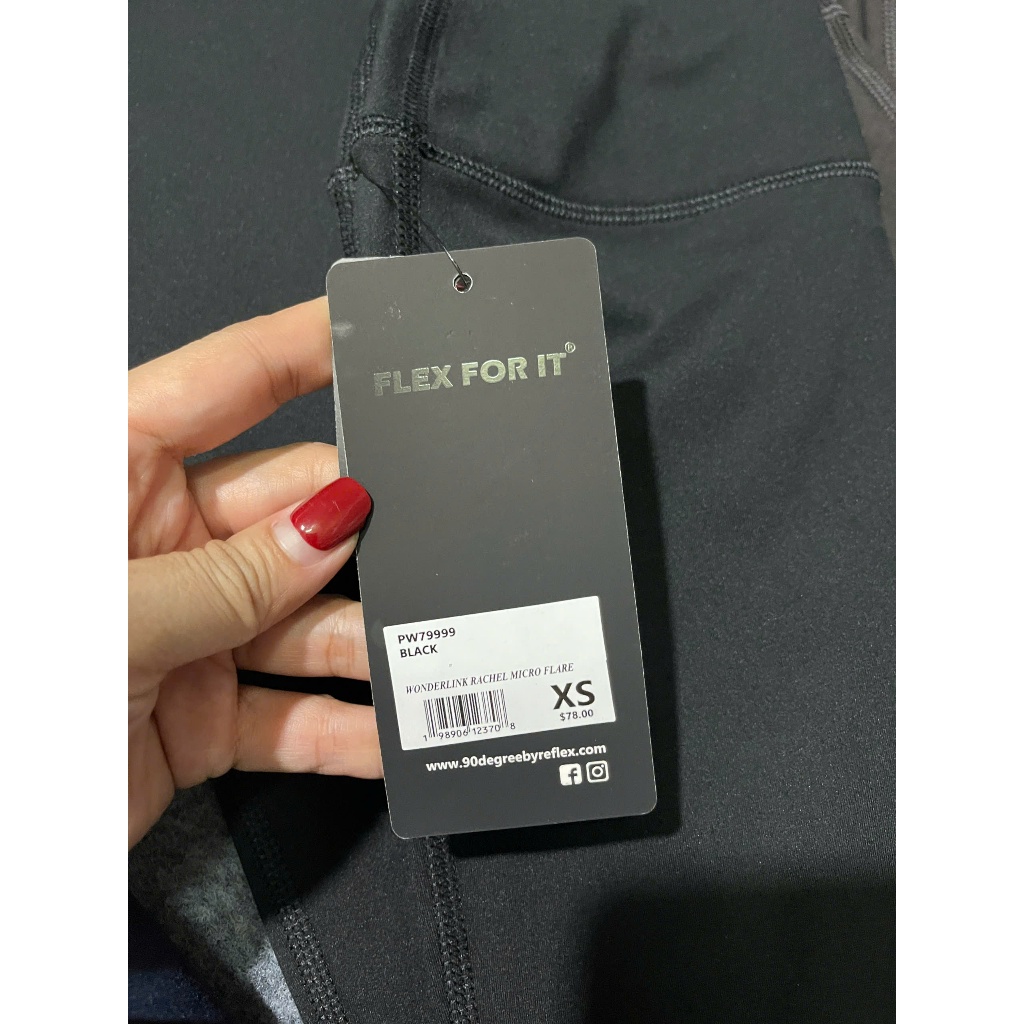 FLEX FOR IT®
PW79999
BLACK
WONDERLINK RACHEL MICRO FLARE
XS
$78.00
1 98906 12370 8
www.90degreebyreflex.com